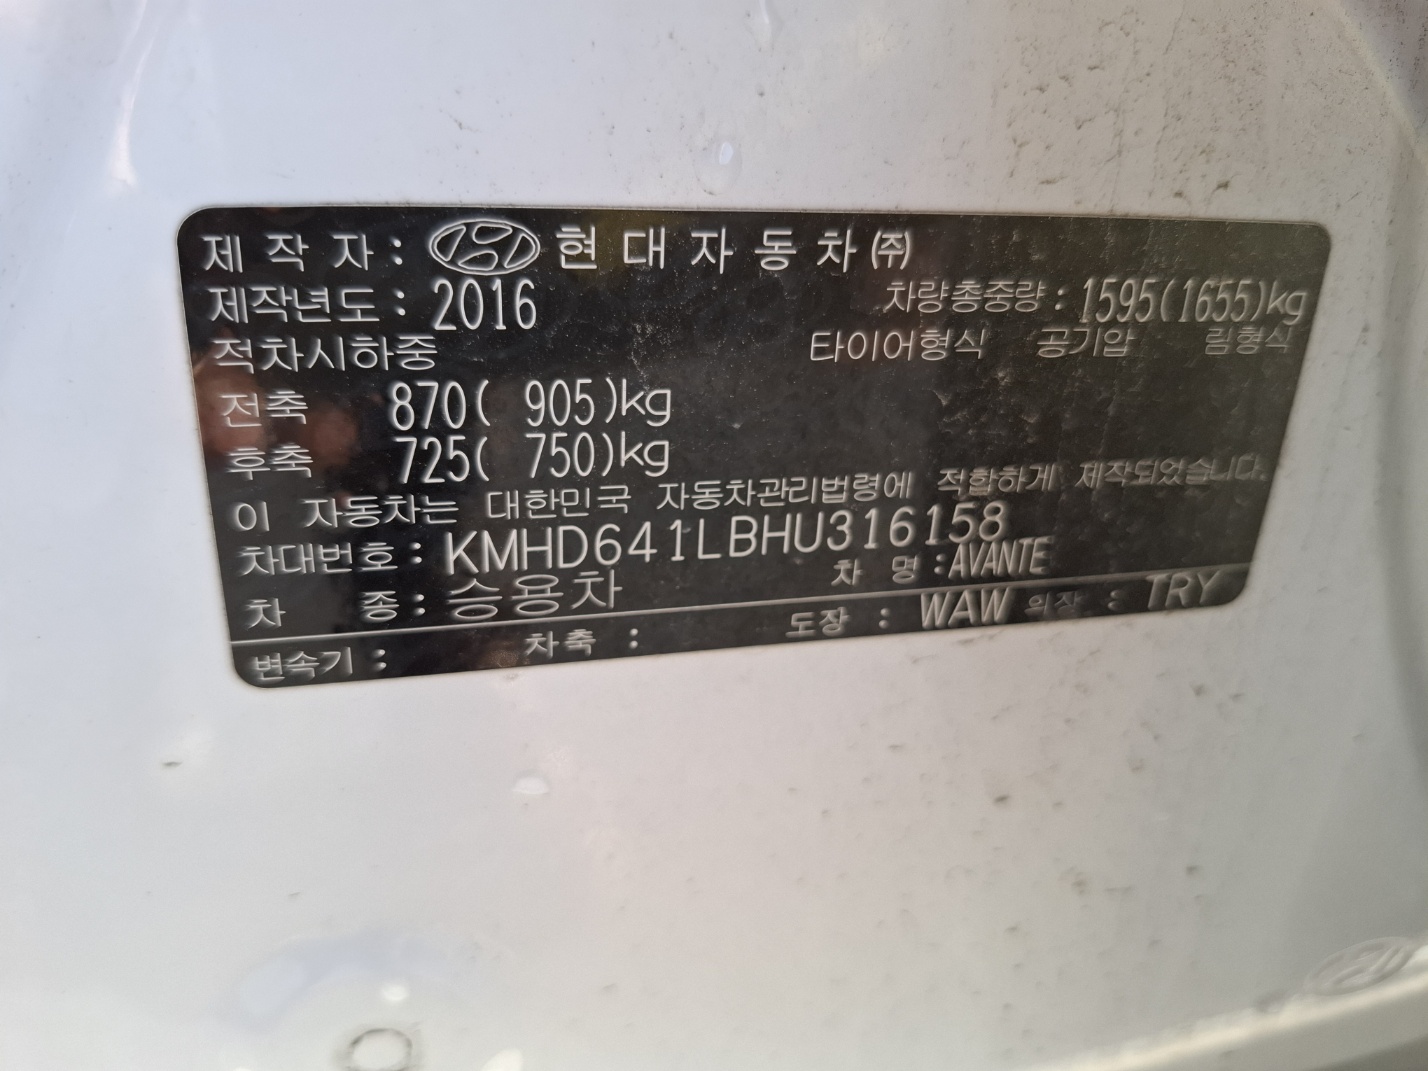 제 작 자 : 현 대 자 동 차 ㈜
제작년도 : 2016 차량총중량 : 1595(1655)kg
적차시하중 타이어형식 공기압 림형식
전축 870( 905)kg
후축 725( 750)kg
이 자동차는 대한민국 자동차관리법령에 적합하게 제작되었습니다.
차대번호 : KMHD641LBHU316158
차 종 : 승용차 차 명 : AVANTE
변속기 : 차축 : 도장 : WAW 의장 : TRY